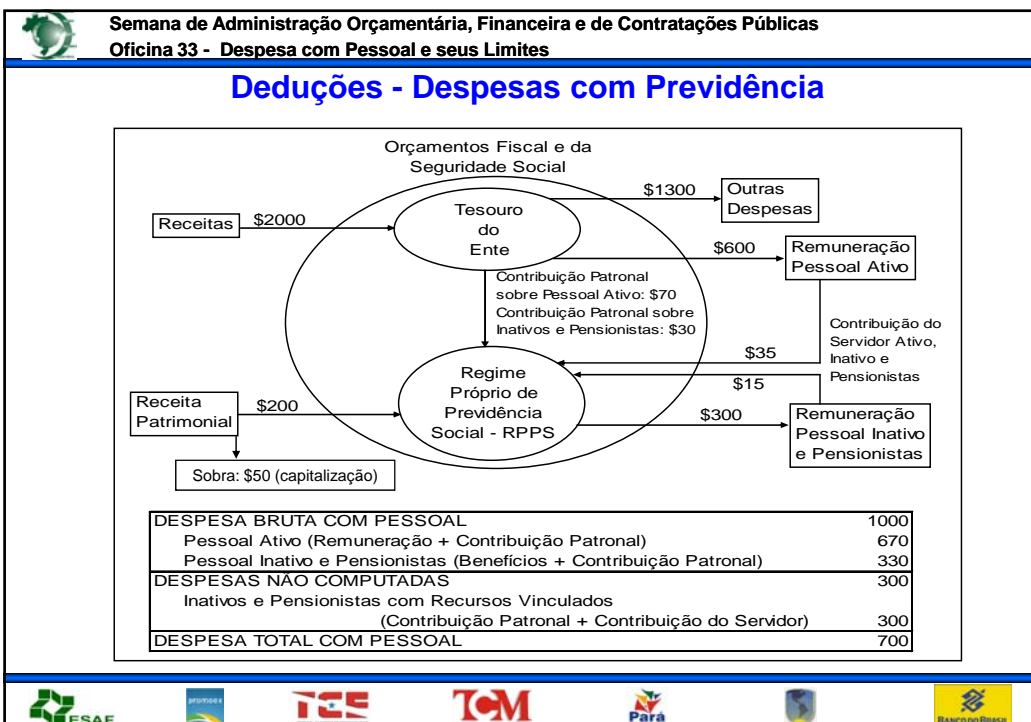 Semana de Administração Orçamentária, Financeira e de Contratações Públicas
Oficina 33 - Despesa com Pessoal e seus Limites
Deduções - Despesas com Previdência
Orçamentos Fiscal e da
Seguridade Social
Receitas
$2000
Tesouro
do
Ente
$1300
Outras
Despesas
$600
Remuneração
Pessoal Ativo
Contribuição Patronal
sobre Pessoal Ativo: $70
Contribuição Patronal sobre
Inativos e Pensionistas: $30
Contribuição do
Servidor Ativo,
Inativo e
Pensionistas
$35
$15
Receita
Patrimonial
$200
Regime
Próprio de
Previdência
Social - RPPS
$300
Remuneração
Pessoal Inativo
e Pensionistas
Sobra: $50 (capitalização)
DESPESA BRUTA COM PESSOAL 1000
Pessoal Ativo (Remuneração + Contribuição Patronal) 670
Pessoal Inativo e Pensionistas (Benefícios + Contribuição Patronal) 330
DESPESAS NÃO COMPUTADAS 300
Inativos e Pensionistas com Recursos Vinculados
(Contribuição Patronal + Contribuição do Servidor) 300
DESPESA TOTAL COM PESSOAL 700
ESAF
promoex
TCE
TCM
Pará
BANCO DO BRASIL